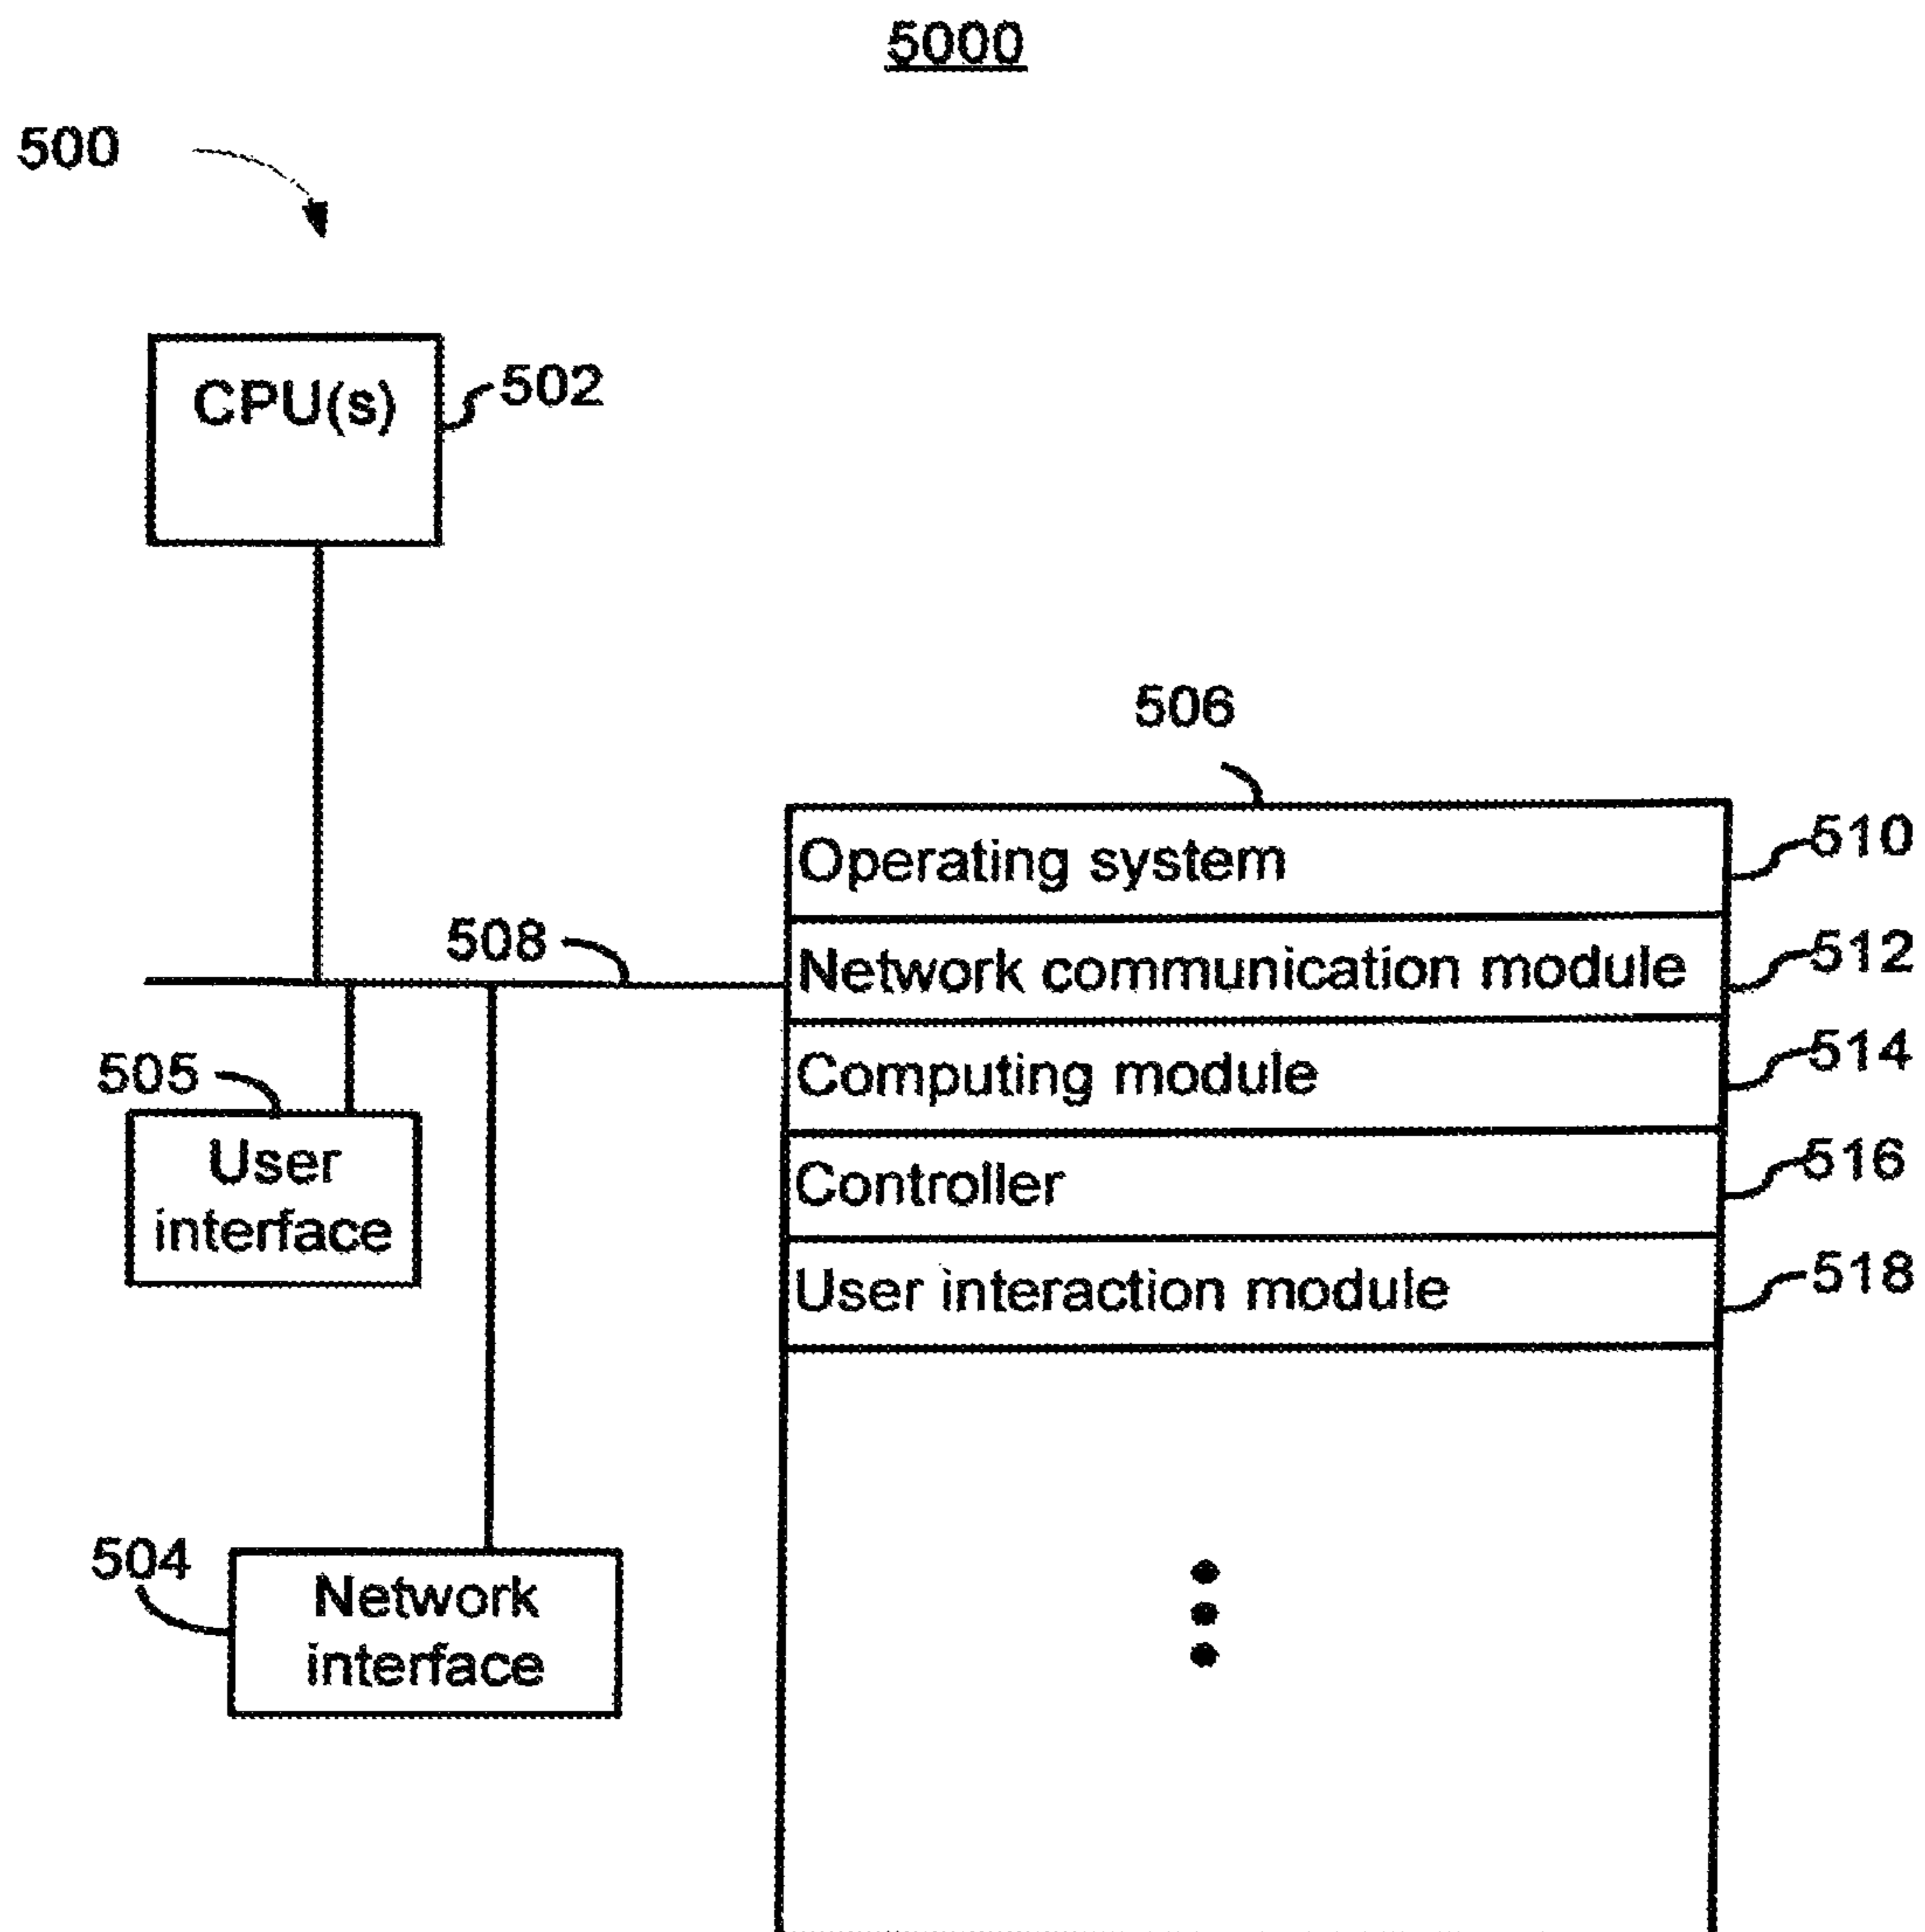 5000
500
CPU(s)
502
506
Operating system
510
508
Network communication module
512
Computing module
514
505
User
interface
Controller
516
User interaction module
518
504
Network
interface